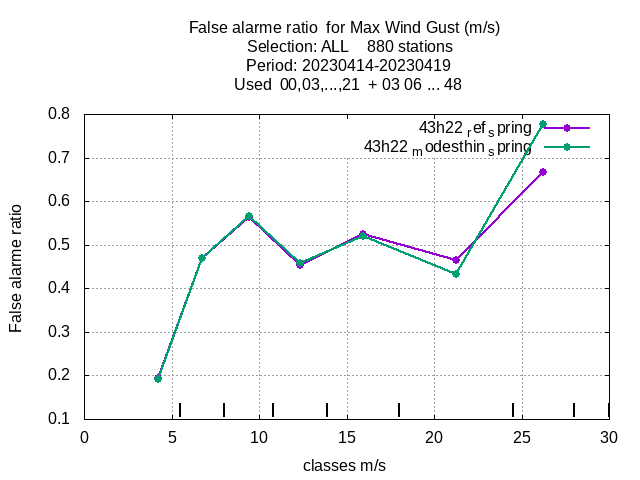 False alarme ratio  for Max Wind Gust (m/s)
Selection: ALL    880 stations
Period: 20230414-20230419
Used  00,03,...,21  + 03 06 ... 48
43h22 ref spring
43h22 modesthin spring
0.8
0.7
0.6
0.5
0.4
0.3
0.2
0.1
False alarme ratio
0 5 10 15 20 25 30
classes m/s